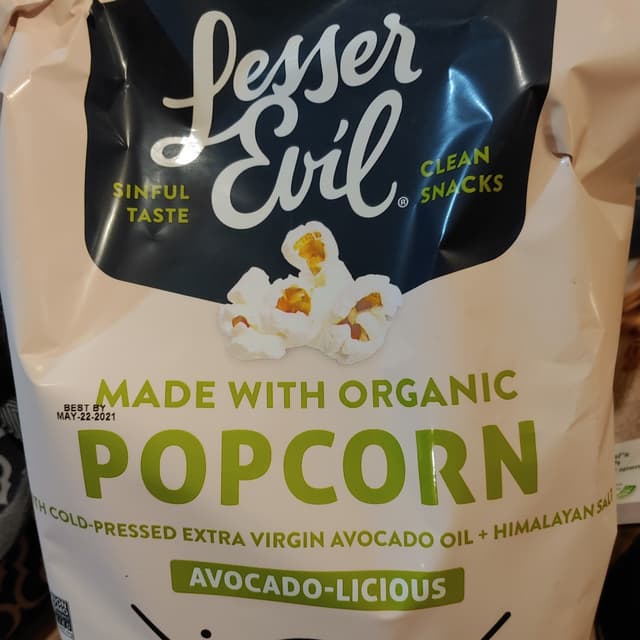 Lesser
Evil®
SINFUL
TASTE
CLEAN
SNACKS
MADE WITH ORGANIC
BEST BY
MAY-22-2021
POPCORN
COLD-PRESSED EXTRA VIRGIN AVOCADO OIL + HIMALAYAN
AVOCADO-LICIOUS